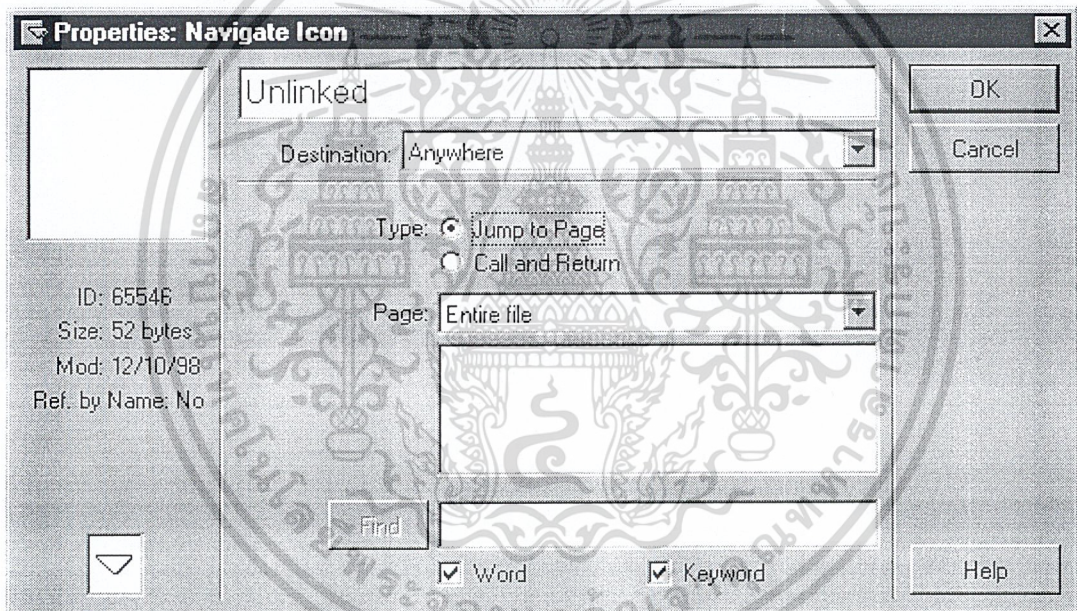 Properties: Navigate Icon
Unlinked
OK
Destination: Anywhere
Cancel
Type: Jump to Page
Call and Return
ID: 65546
Page: Entire file
Size: 52 bytes
Mod: 12/10/98
Ref. by Name: No
Find
Word
Keyword
Help